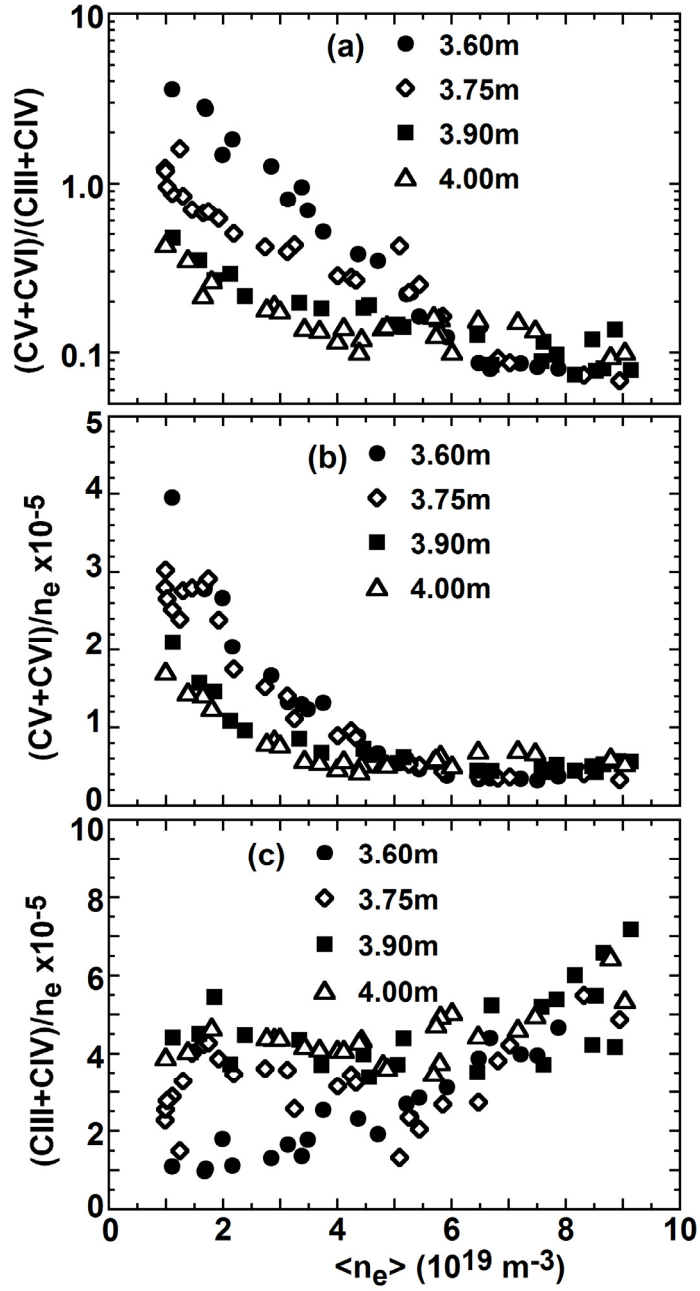 10
(a)
3.60m
3.75m
3.90m
4.00m
1.0
0.1
(CV+CVI)/(CIII+CIV)
5
(b)
3.60m
3.75m
3.90m
4.00m
4
3
2
1
0
(CV+CVI)/ne x10-5
10
(c)
3.60m
3.75m
3.90m
4.00m
8
6
4
2
0
(CIII+CIV)/ne x10-5
0 2 4 6 8 10
<ne> (1019 m-3)